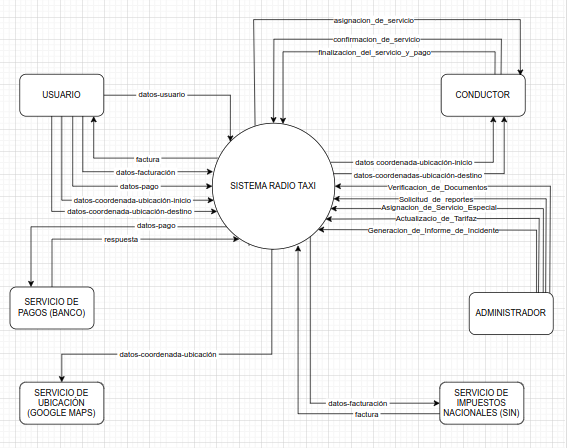 asignacion_de_servicio
confirmacion_de_servicio
finalizacion_del_servicio_y_pago
USUARIO
datos-usuario
CONDUCTOR
factura
datos-facturación
datos-pago
datos-coordenada-ubicación-inicio
datos-coordenada-ubicación-destino
SISTEMA RADIO TAXI
datos coordenada-ubicación-inicio
datos-coordenadas-ubicación-destino
Verificacion_de_Documentos
Solicitud_de_reportes
Asignacion_de_Servicio_Especial
Actualizacio_de_Tarifaz
Generacion_de_Informe_de_Incidente
datos-pago
respuesta
SERVICIO DE
PAGOS (BANCO)
ADMINISTRADOR
datos-coordenada-ubicación
SERVICIO DE
UBICACIÓN
(GOOGLE MAPS)
datos-facturación
factura
SERVICIO DE
IMPUESTOS
NACIONALES (SIN)